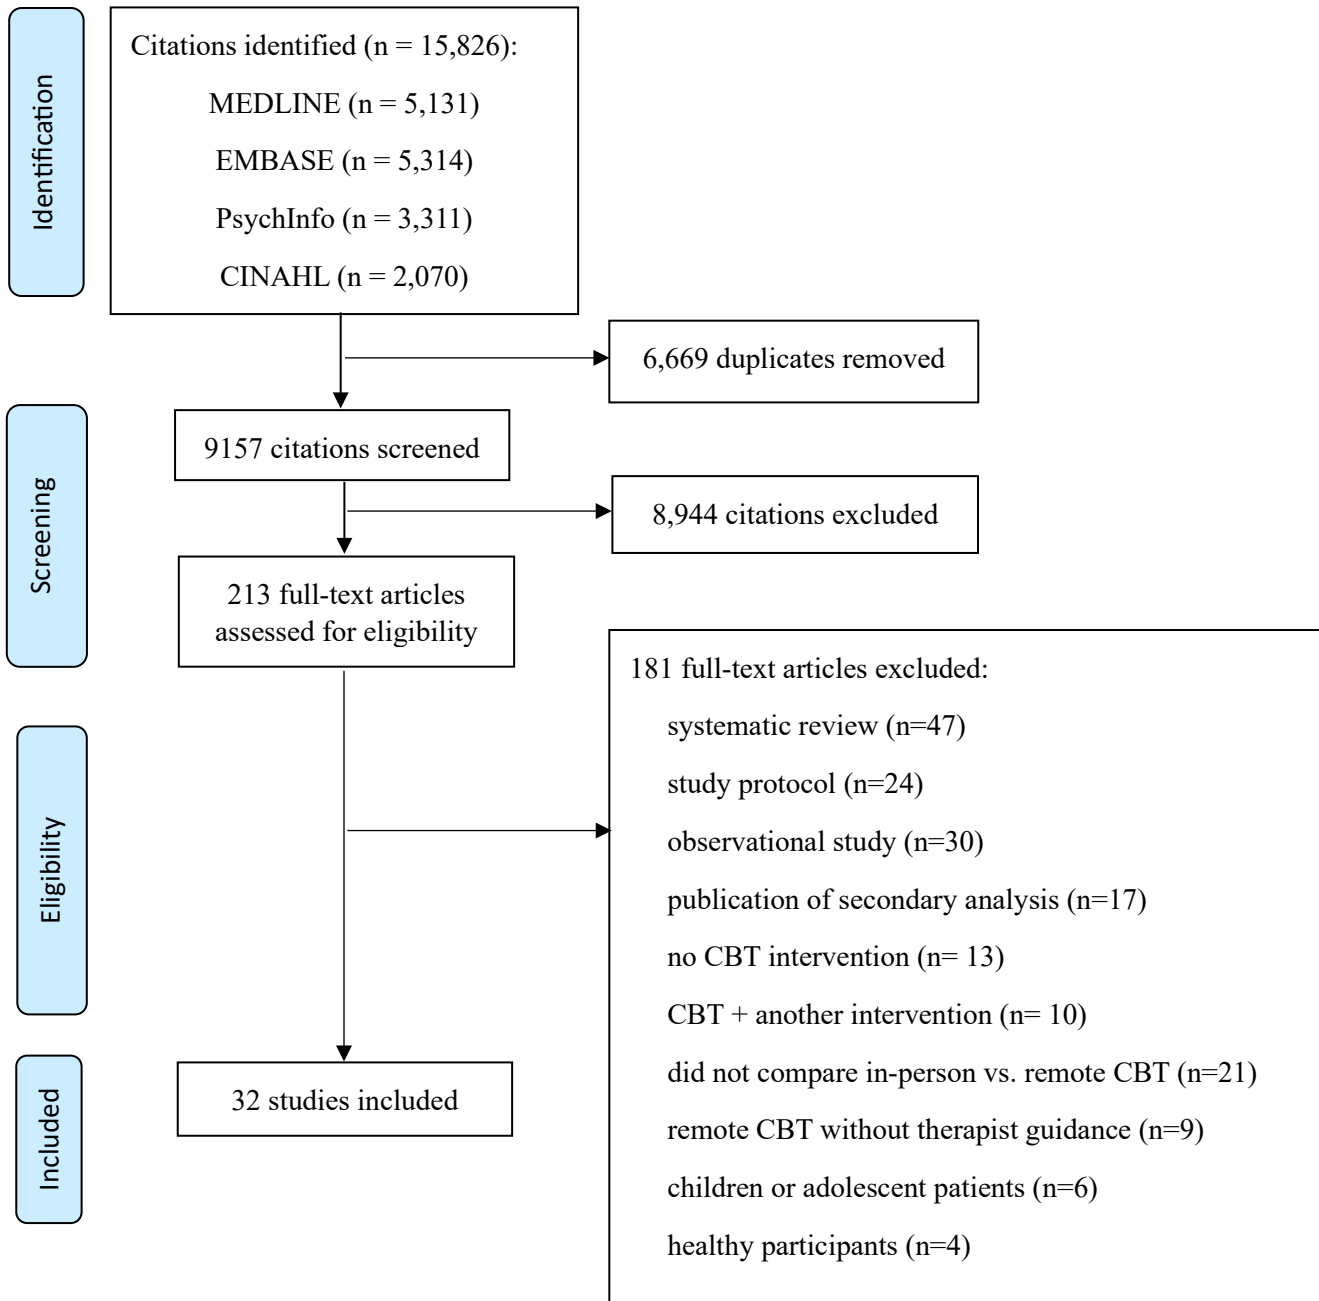 Identification
Citations identified (n = 15,826):
MEDLINE (n = 5,131)
EMBASE (n = 5,314)
PsychInfo (n = 3,311)
CINAHL (n = 2,070)
6,669 duplicates removed
Screening
9157 citations screened
8,944 citations excluded
213 full-text articles
assessed for eligibility
Eligibility
181 full-text articles excluded:
systematic review (n=47)
study protocol (n=24)
observational study (n=30)
publication of secondary analysis (n=17)
no CBT intervention (n= 13)
CBT + another intervention (n= 10)
did not compare in-person vs. remote CBT (n=21)
remote CBT without therapist guidance (n=9)
children or adolescent patients (n=6)
healthy participants (n=4)
Included
32 studies included